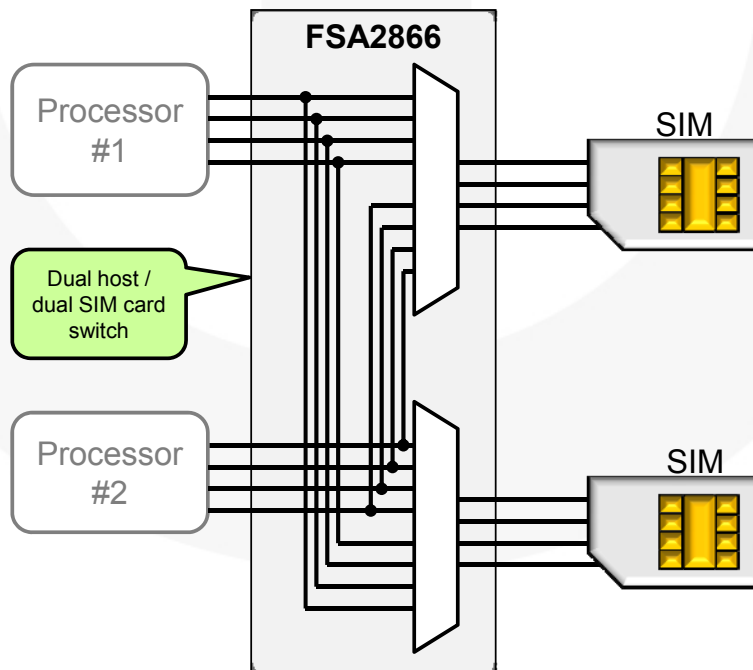 FSA2866
Processor
#1
SIM
Dual host /
dual SIM card
switch
Processor
#2
SIM